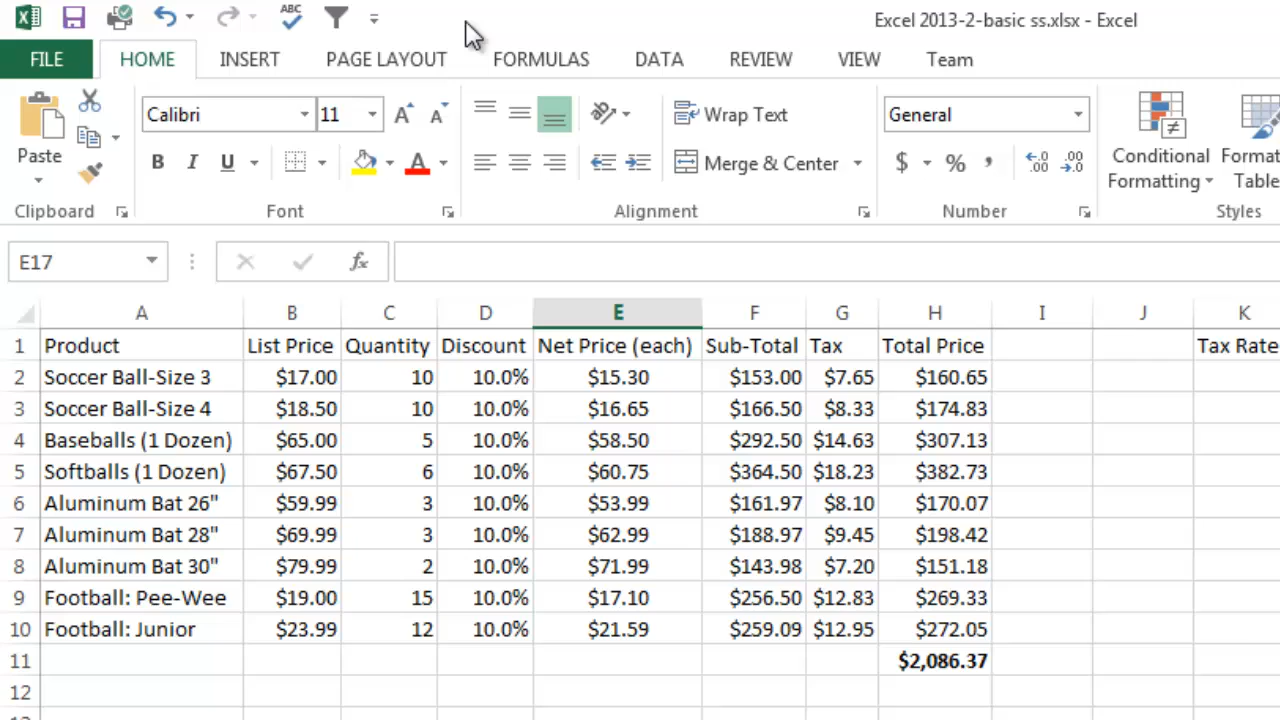 ABC
Excel 2013-2-basic ss.xlsx - Excel
FILE HOME INSERT PAGE LAYOUT FORMULAS DATA REVIEW VIEW Team
Calibri 11 Wrap Text General
Paste B I U A Merge & Center $ % , Conditional Formatting
Clipboard Font Alignment Number Styles
E17 fx
A B C D E F G H I J K
1 Product List Price Quantity Discount Net Price (each) Sub-Total Tax Total Price Tax Rate
2 Soccer Ball-Size 3 $17.00 10 10.0% $15.30 $153.00 $7.65 $160.65
3 Soccer Ball-Size 4 $18.50 10 10.0% $16.65 $166.50 $8.33 $174.83
4 Baseballs (1 Dozen) $65.00 5 10.0% $58.50 $292.50 $14.63 $307.13
5 Softballs (1 Dozen) $67.50 6 10.0% $60.75 $364.50 $18.23 $382.73
6 Aluminum Bat 26" $59.99 3 10.0% $53.99 $161.97 $8.10 $170.07
7 Aluminum Bat 28" $69.99 3 10.0% $62.99 $188.97 $9.45 $198.42
8 Aluminum Bat 30" $79.99 2 10.0% $71.99 $143.98 $7.20 $151.18
9 Football: Pee-Wee $19.00 15 10.0% $17.10 $256.50 $12.83 $269.33
10 Football: Junior $23.99 12 10.0% $21.59 $259.09 $12.95 $272.05
11 $2,086.37
12